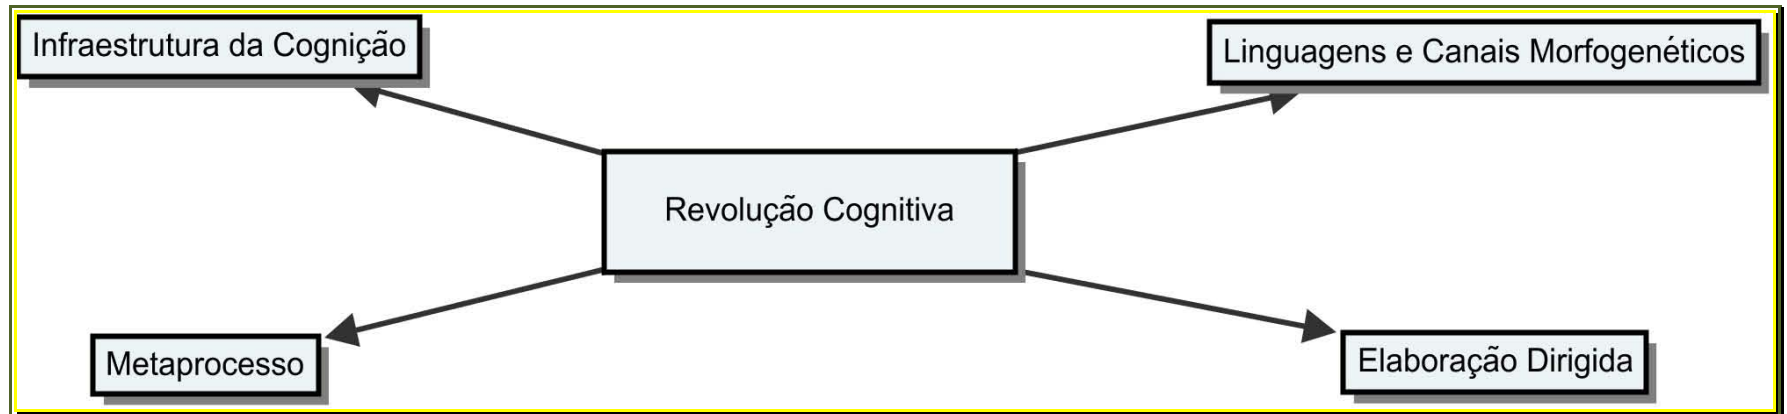 Infraestrutura da Cognição
Linguagens e Canais Morfogenéticos
Revolução Cognitiva
Metaprocesso
Elaboração Dirigida